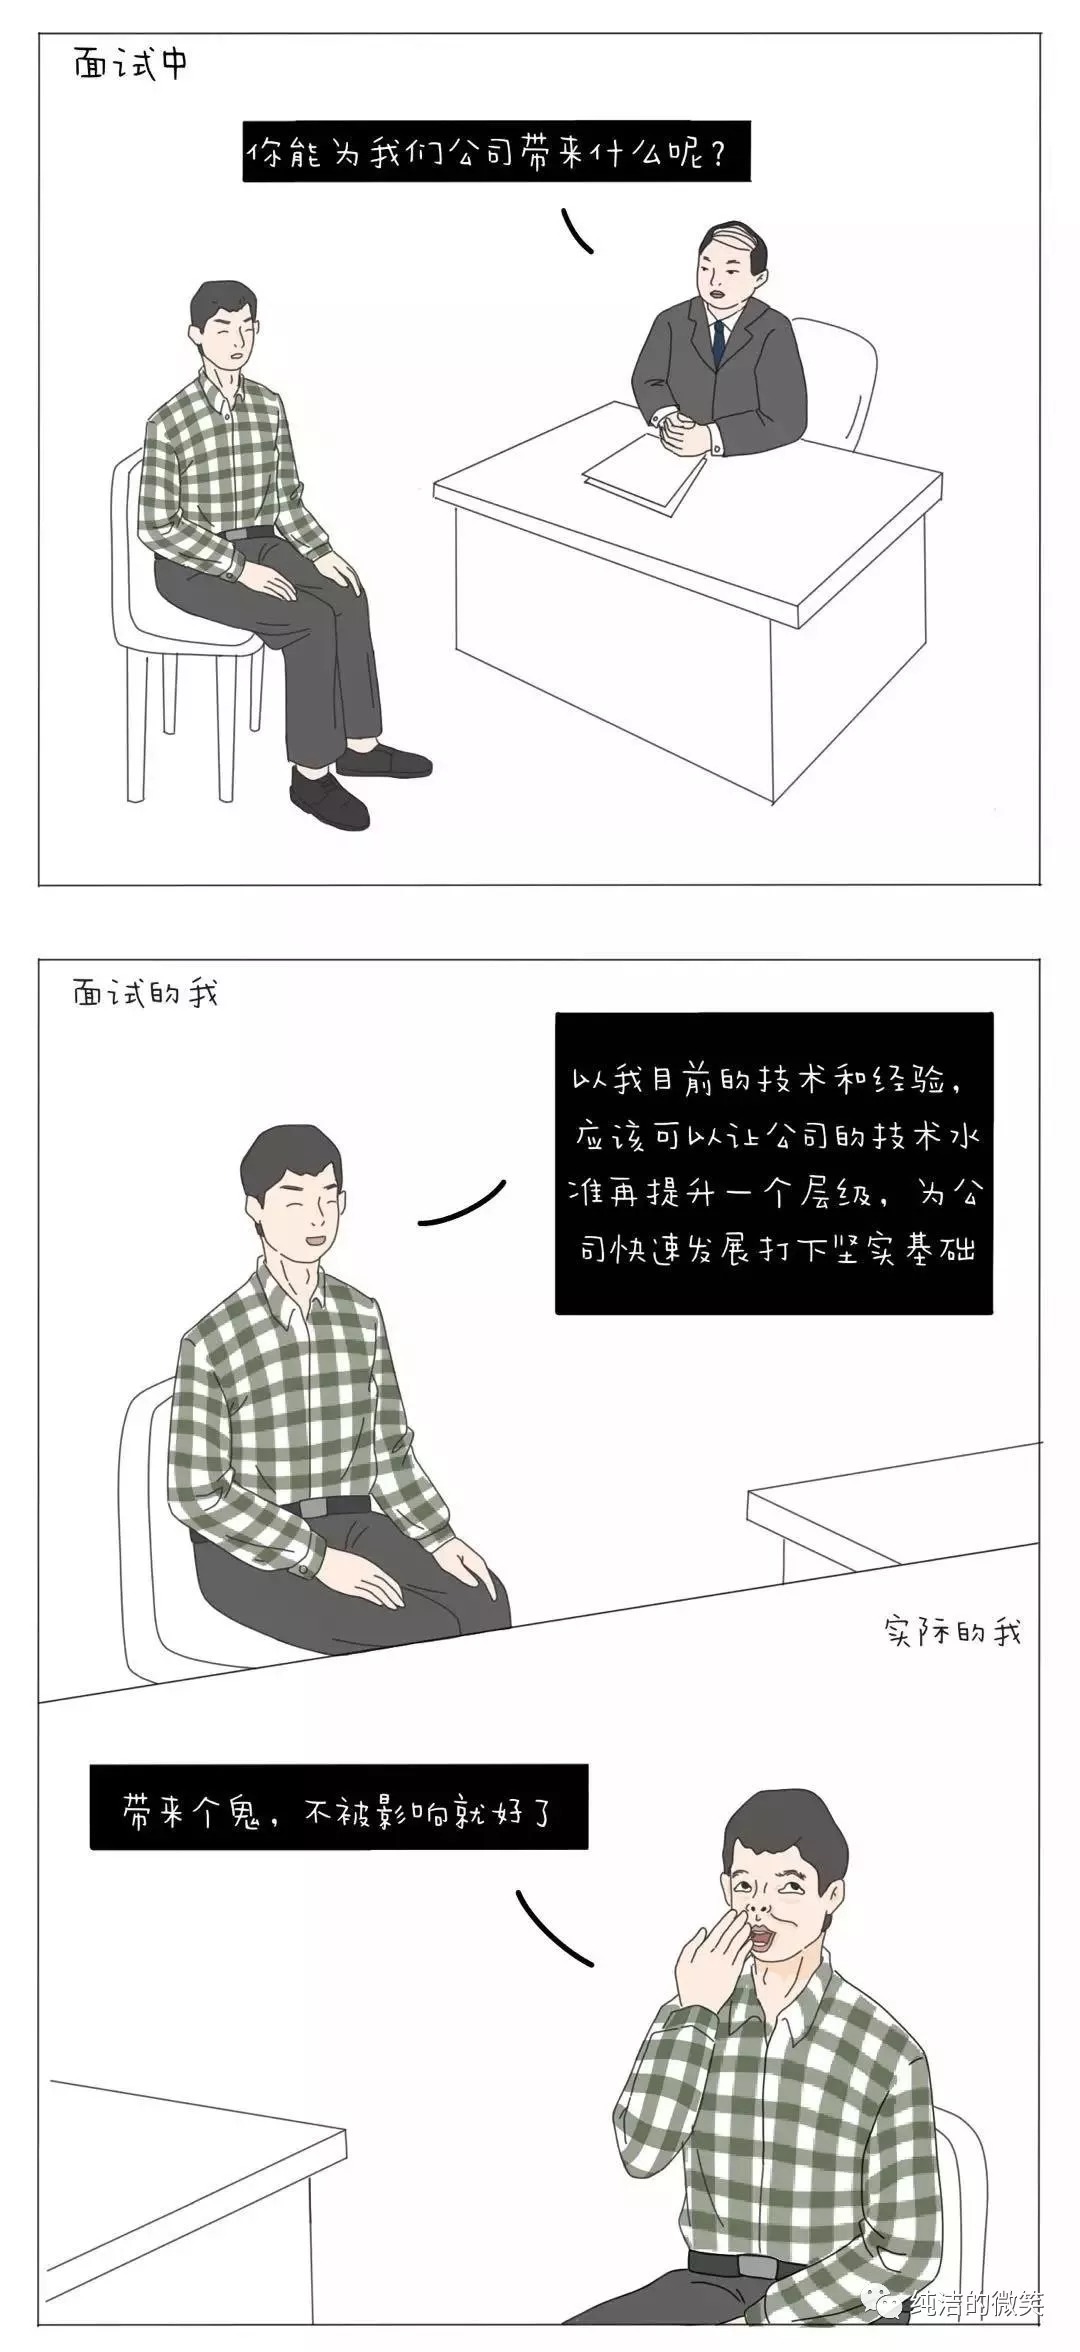 面试中
你能为我们公司带来什么呢？
面试的我
以我目前的技术和经验，
应该可以让公司的技术水
准再提升一个层级，为公
司快速发展打下坚实基础
实际的我
带来个鬼，不被影响就好了
纯洁的微笑